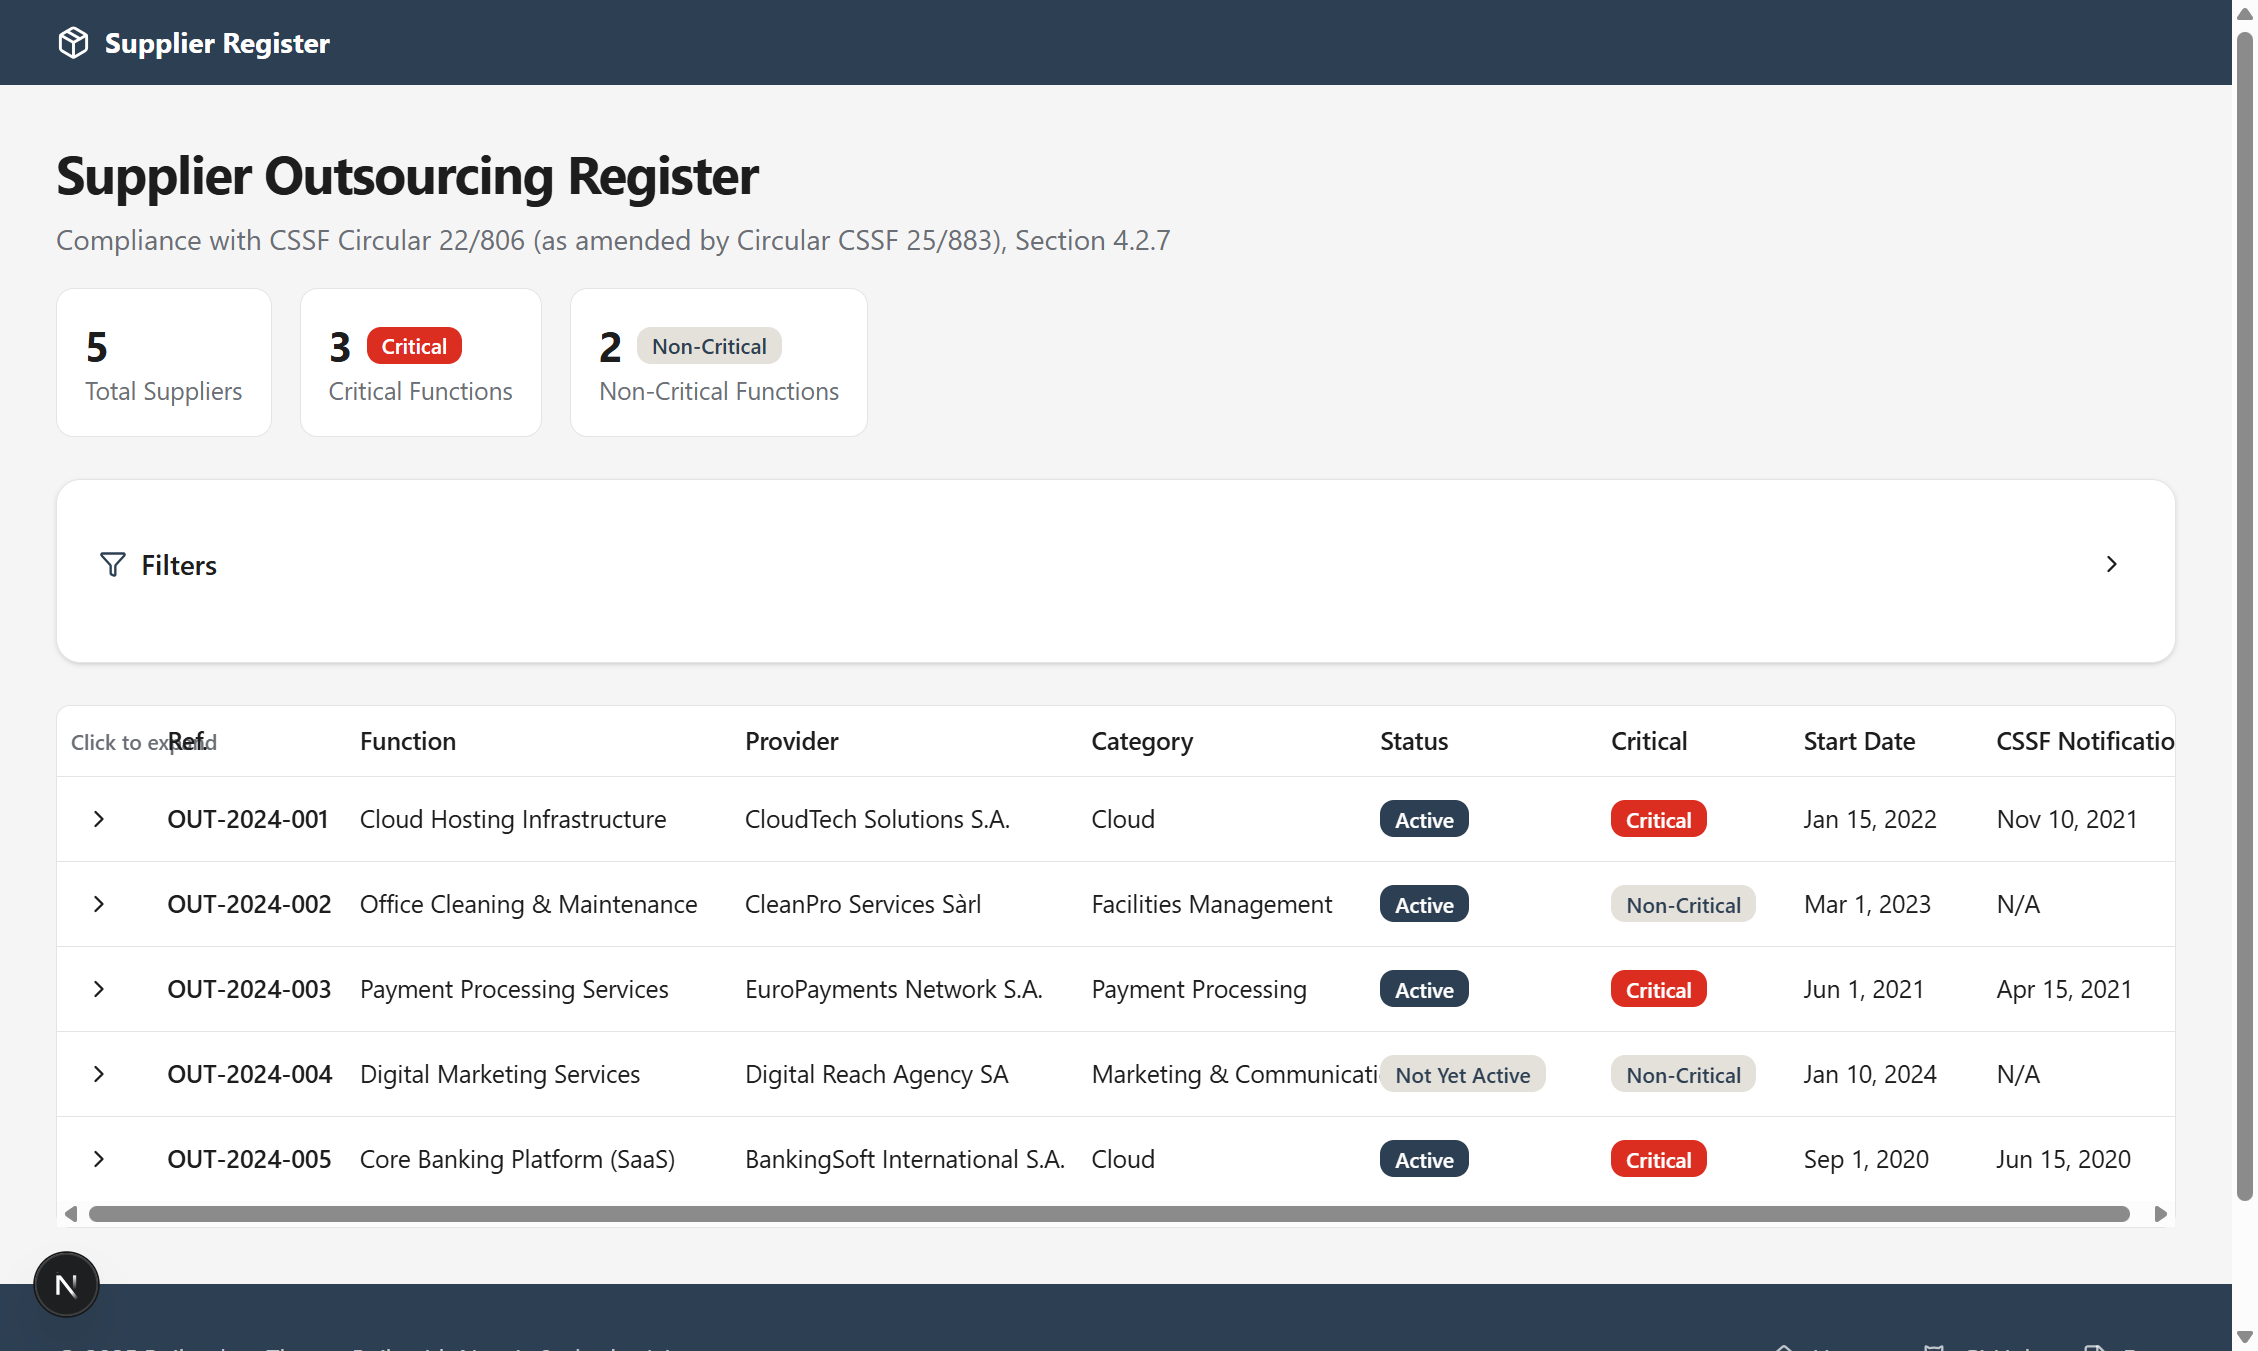 Supplier Register
Supplier Outsourcing Register
Compliance with CSSF Circular 22/806 (as amended by Circular CSSF 25/883), Section 4.2.7
5
Total Suppliers
3 Critical
Critical Functions
2 Non-Critical
Non-Critical Functions
Filters
Click to expand Ref. Function Provider Category Status Critical Start Date CSSF Notificatio
OUT-2024-001 Cloud Hosting Infrastructure CloudTech Solutions S.A. Cloud Active Critical Jan 15, 2022 Nov 10, 2021
OUT-2024-002 Office Cleaning & Maintenance CleanPro Services Sàrl Facilities Management Active Non-Critical Mar 1, 2023 N/A
OUT-2024-003 Payment Processing Services EuroPayments Network S.A. Payment Processing Active Critical Jun 1, 2021 Apr 15, 2021
OUT-2024-004 Digital Marketing Services Digital Reach Agency SA Marketing & Communicati Not Yet Active Non-Critical Jan 10, 2024 N/A
OUT-2024-005 Core Banking Platform (SaaS) BankingSoft International S.A. Cloud Active Critical Sep 1, 2020 Jun 15, 2020
N